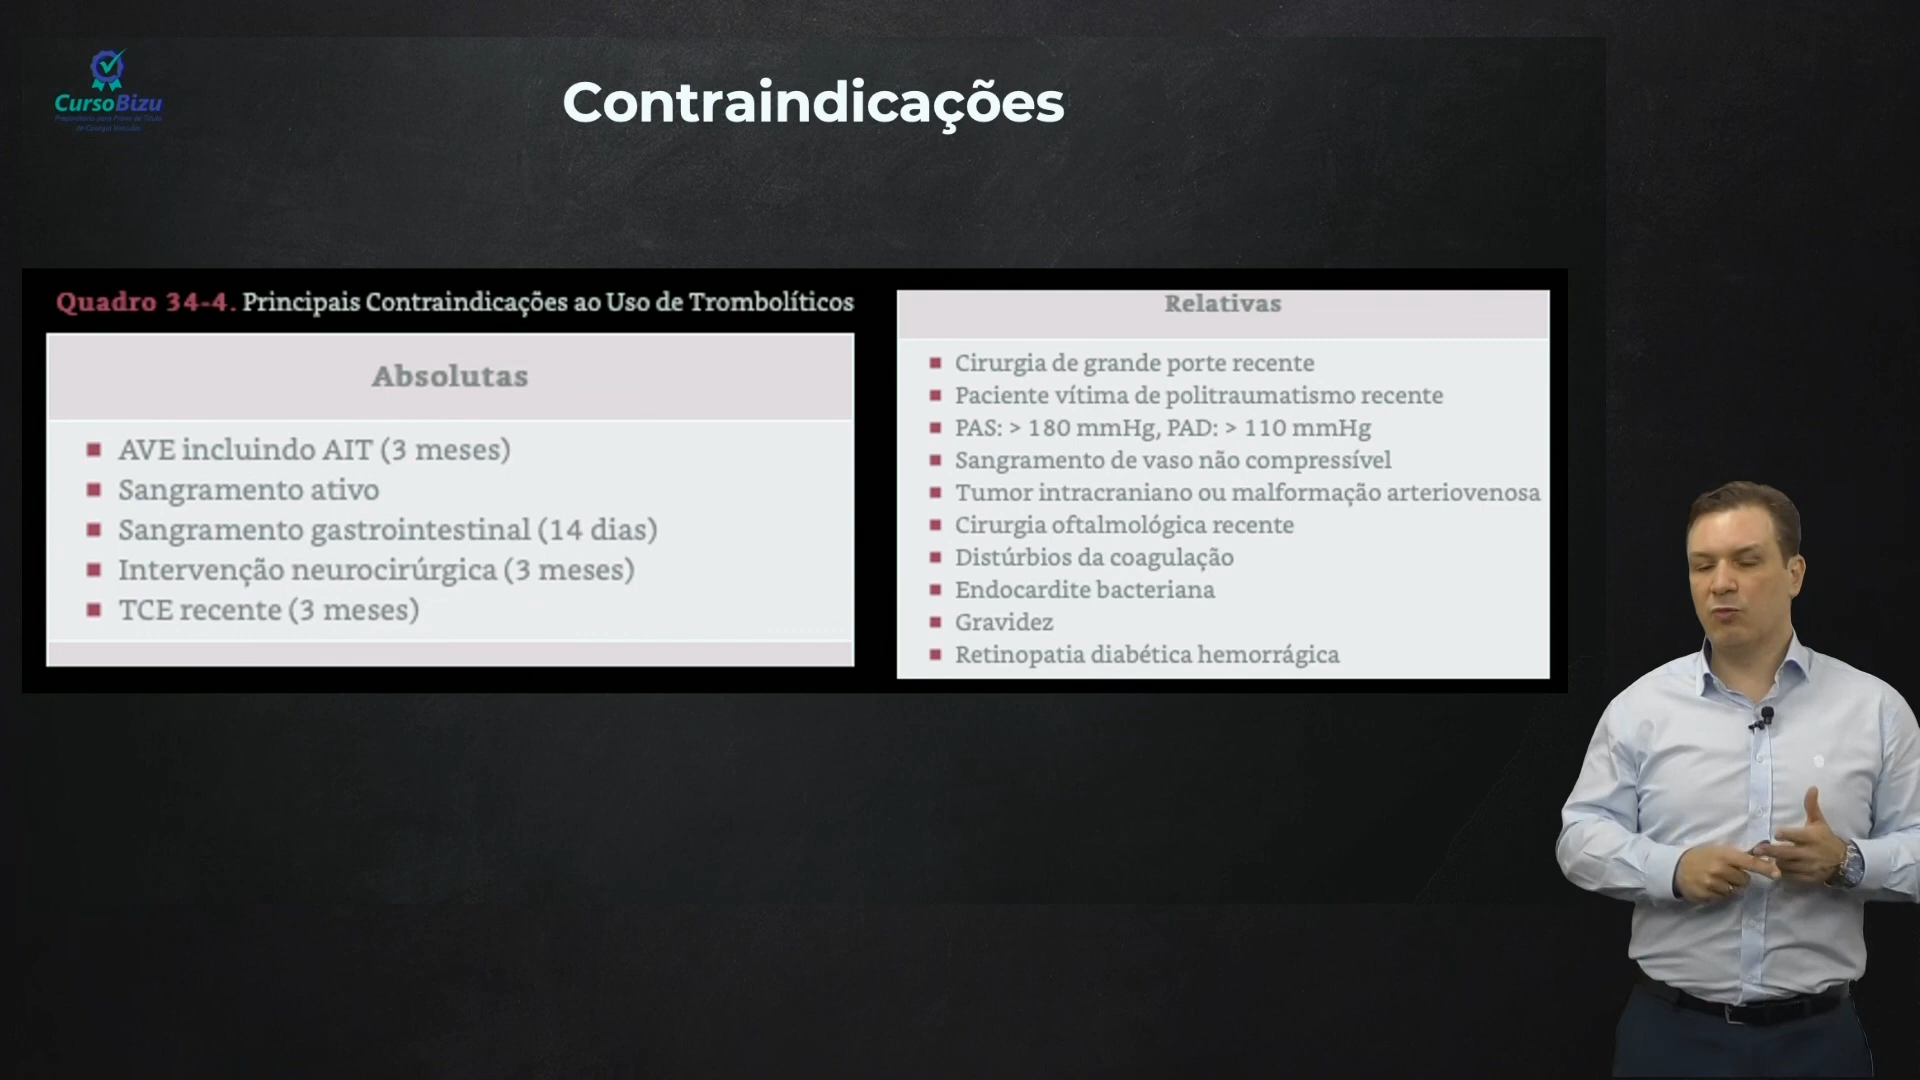 CursoBizu
Contraindicações
Quadro 34-4. Principais Contraindicações ao Uso de Trombolíticos
Absolutas
AVE incluindo AIT (3 meses)
Sangramento ativo
Sangramento gastrointestinal (14 dias)
Intervenção neurocirúrgica (3 meses)
TCE recente (3 meses)
Relativas
Cirurgia de grande porte recente
Paciente vítima de politraumatismo recente
PAS: > 180 mmHg, PAD: > 110 mmHg
Sangramento de vaso não compressível
Tumor intracraniano ou malformação arteriovenosa
Cirurgia oftalmológica recente
Distúrbios da coagulação
Endocardite bacteriana
Gravidez
Retinopatia diabética hemorrágica